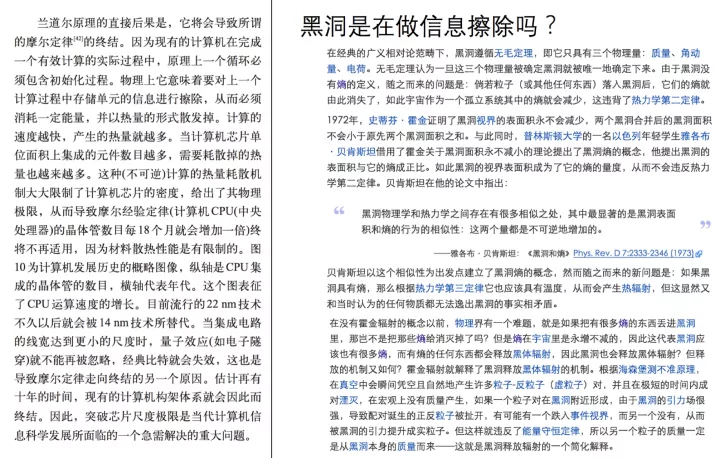 兰道尔原理的直接后果是，它将会导致所谓
的摩尔定律[42]的终结。因为现有的计算机在完成
一个有效计算的实际过程中，原理上一个循环必
须包含初始化过程。物理上它意味着要对上一个
计算过程中存储单元的信息进行擦除，从而必须
消耗一定能量，并以热量的形式散发掉。计算的
速度越快，产生的热量就越多。当计算机芯片单
位面积上集成的元件数目越多，需要耗散掉的热
量也越来越多。这种(不可逆)计算的热量耗散机
制大大限制了计算机芯片的密度，给出了其物理
极限，从而导致摩尔经验定律(计算机CPU(中央
处理器)的晶体管数目每18个月就会增加一倍)终
将不再适用，因为材料散热性能是有限制的。图
10为计算机发展历史的概略图像，纵轴是CPU集
成的晶体管的数目，横轴代表年代。这个图表征
了CPU运算速度的增长。目前流行的22 nm技术
不久以后就会被14 nm技术所替代。当集成电路
的线宽达到更小的尺度时，量子效应(如电子隧
穿)就不能再被忽略，经典比特就会失效，这也是
导致摩尔定律走向终结的另一个原因。估计再有
十年的时间，现有的计算机构架体系就会因此而
终结。因此，突破芯片尺度极限是当代计算机信
息科学发展所面临的一个急需解决的重大问题。
黑洞是在做信息擦除吗？
在经典的广义相对论范畴下，黑洞遵循无毛定理，即它只具有三个物理量：质量、角动
量、电荷。无毛定理认为一旦这三个物理量被确定黑洞就被唯一地确定下来。由于黑洞没
有熵的定义，随之而来的问题是：倘若粒子（或其他任何东西）落人黑洞后，它们的熵就
由此消失了，如此宇宙作为一个孤立系统其中的熵就会减少，这违背了热力学第二定律。
1972年，史蒂芬·霍金证明了黑洞视界的表面积永不会减少，两个黑洞合并后的黑洞面积
不会小于原先两个黑洞面积之和。与此同时，普林斯顿大学的一名以色列年轻学生雅各布
·贝肯斯坦借用了霍金关于黑洞面积永不减小的理论提出了黑洞熵的概念，他提出黑洞的
表面积与它的熵成正比。如此黑洞的视界表面积成为了它的熵的量度，从而不会违反热力
学第二定律。贝肯斯坦在他的论文中指出：
“ 黑洞物理学和热力学之间存在有很多相似之处，其中最显著的是黑洞表面
积和熵的行为的相似性：这两个量都是不可逆地增加的。 ”
——雅各布·贝肯斯坦：《黑洞和熵》 Phys. Rev. D 7:2333-2346 (1973)
贝肯斯坦以这个相似性为出发点建立了黑洞熵的概念，然而随之而来的新问题是：如果黑
洞具有熵，那么根据热力学第三定律它也应该具有温度，从而会产生热辐射，但这显然又
和当时认为的任何物质都无法逸出黑洞的事实相矛盾。
在没有霍金辐射的概念以前，物理界有一个难题，就是如果把有很多熵的东西丢进黑洞
里，那岂不是把那些熵给消灭掉了吗？但是熵在宇宙里是永增不减的，因此这代表黑洞应
该也有很多熵，而有熵的任何东西都会释放黑体辐射，因此黑洞也会释放黑体辐射？但释
放的机制又如何？霍金辐射就解释了黑洞释放黑体辐射的机制。根据海森堡测不准原理，
在真空中会瞬间凭空且自然地产生许多粒子-反粒子（虚粒子）对，并且在极短的时间内成
对湮灭，在宏观上没有质量产生，如果一个粒子对在黑洞附近形成，由于黑洞的引力场很
强，导致配对诞生的正反粒子被扯开，有可能有一个跌入事件视界，而另一个没有，从而
被黑洞的引力提升成实粒子。但这样就违反了能量守恒定律，所以另一个粒子的质量一定
是从黑洞本身的质量而来——这就是黑洞释放辐射的一个简化解释。